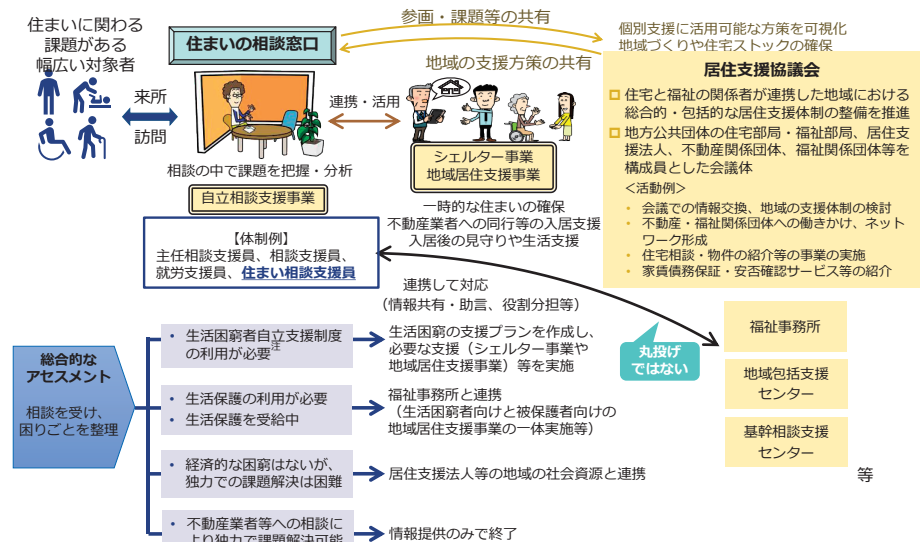 住まいに関わる
課題がある
幅広い対象者
来所
訪問
住まいの相談窓口
相談の中で課題を把握・分析
自立相談支援事業
【体制例】
主任相談支援員、相談支援員、
就労支援員、住まい相談支援員
連携・活用
参画・課題等の共有
地域の支援方策の共有
シェルター事業
地域居住支援事業
一時的な住まいの確保
不動産業者への同行等の入居支援
入居後の見守りや生活支援
個別支援に活用可能な方策を可視化
地域づくりや住宅ストックの確保
居住支援協議会
住宅と福祉の関係者が連携した地域における
総合的・包括的な居住支援体制の整備を推進
地方公共団体の住宅部局・福祉部局、居住支
援法人、不動産関係団体、福祉関係団体等を
構成員とした会議体
＜活動例＞
• 会議での情報交換、地域の支援体制の検討
• 不動産・福祉関係団体への働きかけ、ネット
ワーク形成
• 住宅相談・物件の紹介等の事業の実施
• 家賃債務保証・安否確認サービス等の紹介
連携して対応
（情報共有・助言、役割分担等）
丸投げ
ではない
福祉事務所
地域包括支援
センター
基幹相談支援
センター
等
総合的な
アセスメント
相談を受け、
困りごとを整理
• 生活困窮者自立支援制度
の利用が必要注
生活困窮の支援プランを作成し、
必要な支援（シェルター事業や
地域居住支援事業）等を実施
• 生活保護の利用が必要
• 生活保護を受給中
福祉事務所と連携
（生活困窮者向けと被保護者向けの
地域居住支援事業の一体実施等）
• 経済的な困窮はないが、
独力での課題解決は困難
居住支援法人等の地域の社会資源と連携
• 不動産業者等への相談に
より独力で課題解決可能
情報提供のみで終了